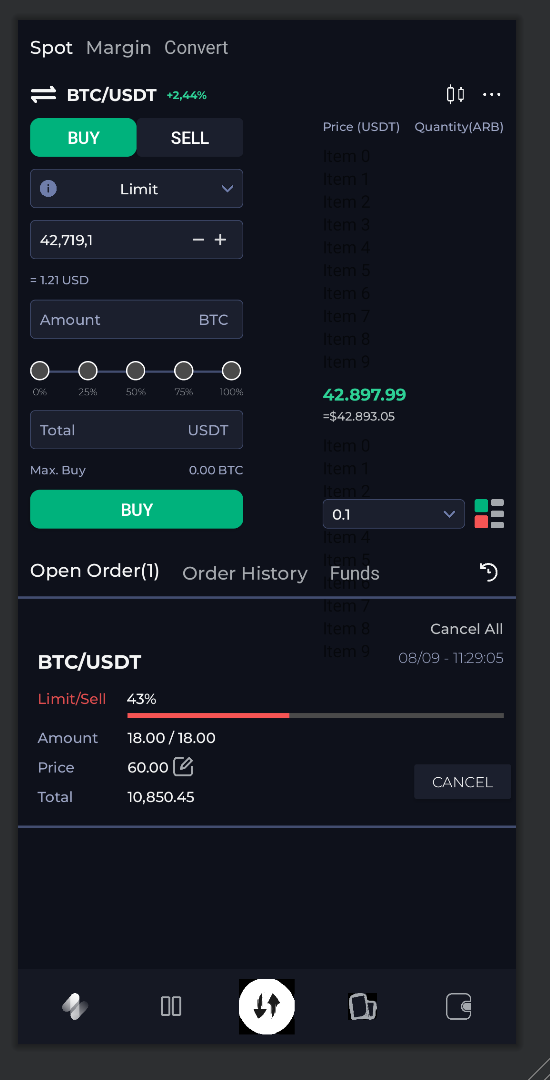 Spot Margin Convert
BTC/USDT +2,44%
BUY SELL
Limit
42,719,1
= 1.21 USD
Amount BTC
0% 25% 50% 75% 100%
Total USDT
Max. Buy 0.00 BTC
BUY
Price (USDT) Quantity(ARB)
Item 0
Item 1
Item 2
Item 3
Item 4
Item 5
Item 6
Item 7
Item 8
Item 9
42.897.99
=$42.893.05
Item 0
Item 1
Item 2
0.1
Item 4
Item 5
Item 6
Item 7
Item 8
Item 9
Open Order(1) Order History Funds
Cancel All
BTC/USDT 08/09 - 11:29:05
Limit/Sell 43%
Amount 18.00 / 18.00
Price 60.00
Total 10,850.45
CANCEL